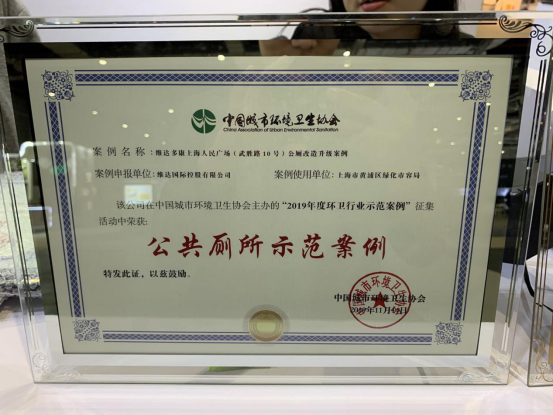 中国城市环境卫生协会
China Association of Urban Environmental Sanitation
案例名称：维达多康上海人民广场（武胜路10号）公厕改造升级案例
案例申报单位：维达国际控股有限公司 案例使用单位：上海市黄浦区绿化市容局
该公司在中国城市环境卫生协会主办的“2019年度环卫行业示范案例”征集
活动中荣获：
公共厕所示范案例
特发此证，以兹鼓励。
中国城市环境卫生协会
2019年11月